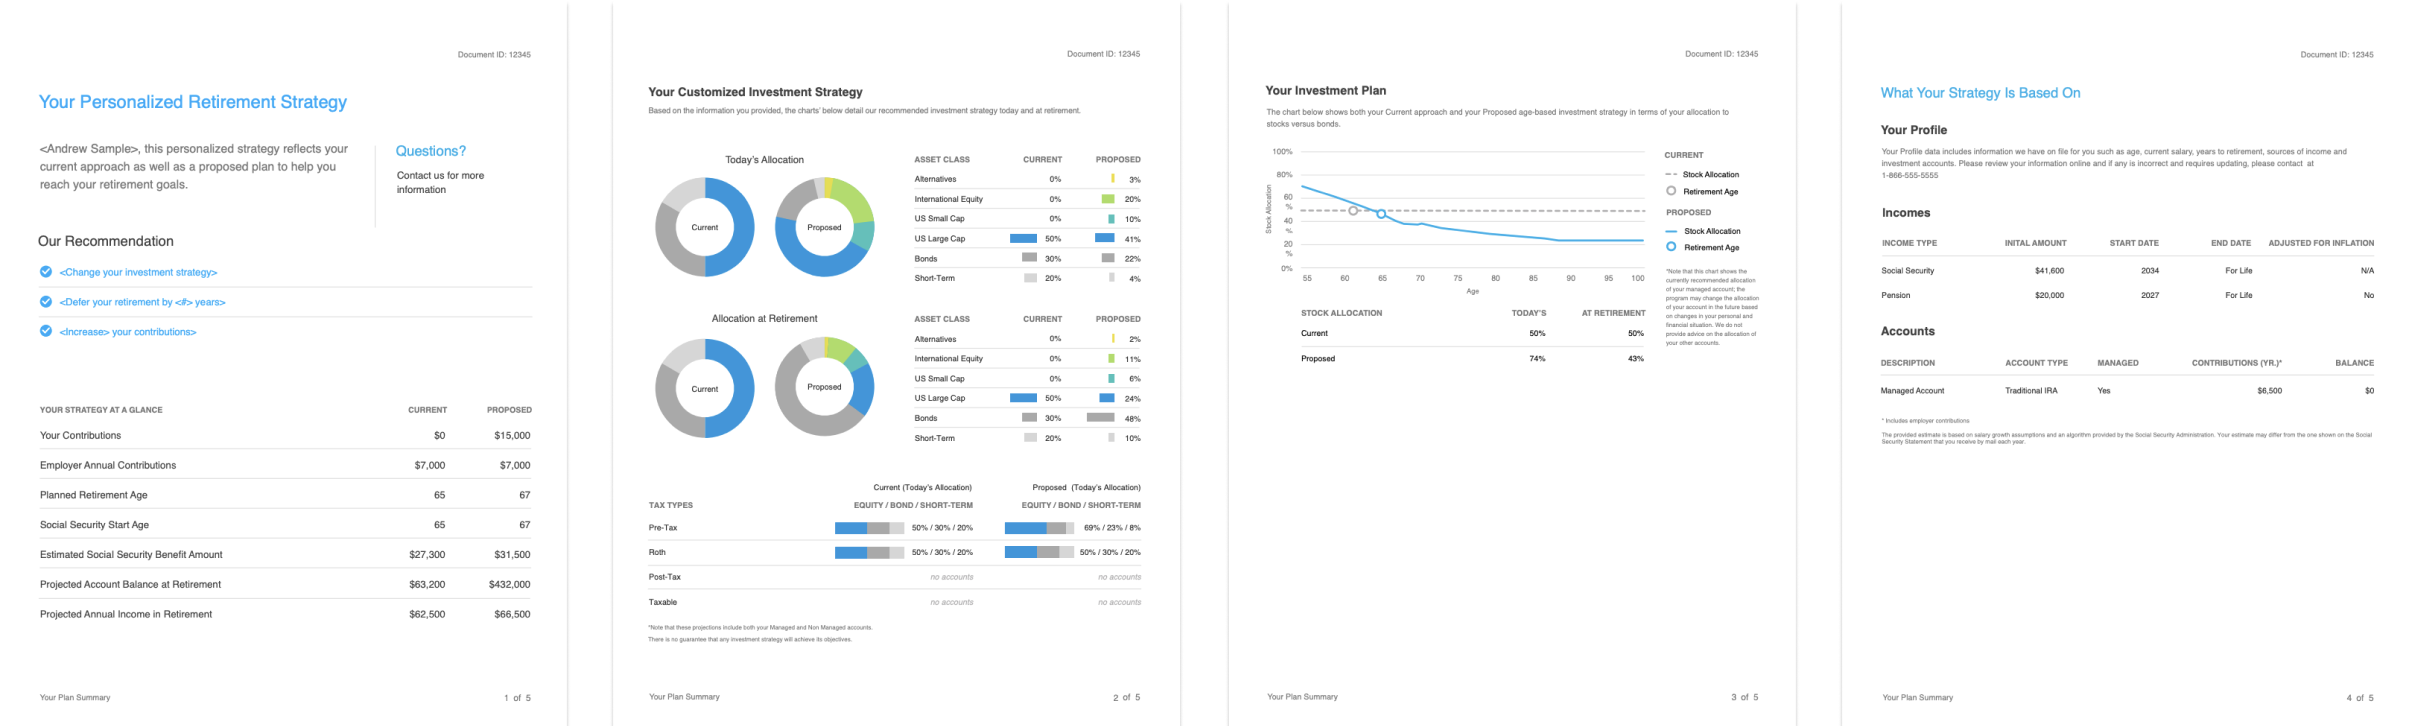 Document ID: 12345
Your Personalized Retirement Strategy
<Andrew Sample>, this personalized strategy reflects your
current approach as well as a proposed plan to help you
reach your retirement goals.
Questions?
Contact us for more
information
Our Recommendation
<Change your investment strategy>
<Defer your retirement by <#> years>
<Increase> your contributions>
YOUR STRATEGY AT A GLANCE CURRENT PROPOSED
Your Contributions $0 $15,000
Employer Annual Contributions $7,000 $7,000
Planned Retirement Age 65 67
Social Security Start Age 65 67
Estimated Social Security Benefit Amount $27,300 $31,500
Projected Account Balance at Retirement $63,200 $432,000
Projected Annual Income in Retirement $62,500 $66,500
Your Plan Summary 1 of 5
Document ID: 12345
Your Customized Investment Strategy
Based on the information you provided, the charts' below detail our recommended investment strategy today and at retirement.
Today's Allocation
Current
Proposed
ASSET CLASS CURRENT PROPOSED
Alternatives 0% 3%
International Equity 0% 20%
US Small Cap 0% 10%
US Large Cap 50% 41%
Bonds 30% 22%
Short-Term 20% 4%
Allocation at Retirement
Current
Proposed
ASSET CLASS CURRENT PROPOSED
Alternatives 0% 2%
International Equity 0% 11%
US Small Cap 0% 6%
US Large Cap 50% 24%
Bonds 30% 48%
Short-Term 20% 10%
Current (Today's Allocation) Proposed (Today's Allocation)
TAX TYPES EQUITY / BOND / SHORT-TERM EQUITY / BOND / SHORT-TERM
Pre-Tax 50% / 30% / 20% 69% / 23% / 8%
Roth 50% / 30% / 20% 50% / 30% / 20%
Post-Tax no accounts no accounts
Taxable no accounts no accounts
*Note that these projections include both your Managed and Non Managed accounts.
There is no guarantee that any investment strategy will achieve its objectives.
Your Plan Summary 2 of 5
Document ID: 12345
Your Investment Plan
The chart below shows both your Current approach and your Proposed age-based investment strategy in terms of your allocation to
stocks versus bonds.
100%
80%
60
%
40
%
20
%
0%
Stock Allocation
55 60 65 70 75 80 85 90 95 100
Age
CURRENT
Stock Allocation
Retirement Age
PROPOSED
Stock Allocation
Retirement Age
*Note that this chart shows the
currently recommended allocation
of your managed account; the
program may change the allocation
of your account in the future based
on changes in your personal and
financial situation. We do not
provide advice on the allocation of
your other accounts.
STOCK ALLOCATION TODAY'S AT RETIREMENT
Current 50% 50%
Proposed 74% 43%
Your Plan Summary 3 of 5
Document ID: 12345
What Your Strategy Is Based On
Your Profile
Your Profile data includes information we have on file for you such as age, current salary, years to retirement, sources of income and
investment accounts. Please review your information online and if any is incorrect and requires updating, please contact at
1-866-555-5555
Incomes
INCOME TYPE INITAL AMOUNT START DATE END DATE ADJUSTED FOR INFLATION
Social Security $41,600 2034 For Life N/A
Pension $20,000 2027 For Life No
Accounts
DESCRIPTION ACCOUNT TYPE MANAGED CONTRIBUTIONS (YR.)* BALANCE
Managed Account Traditional IRA Yes $6,500 $0
* Includes employer contributions
The provided estimate is based on salary growth assumptions and an algorithm provided by the Social Security Administration. Your estimate may differ from the one shown on the Social
Security Statement that you receive by mail each year.
Your Plan Summary 4 of 5